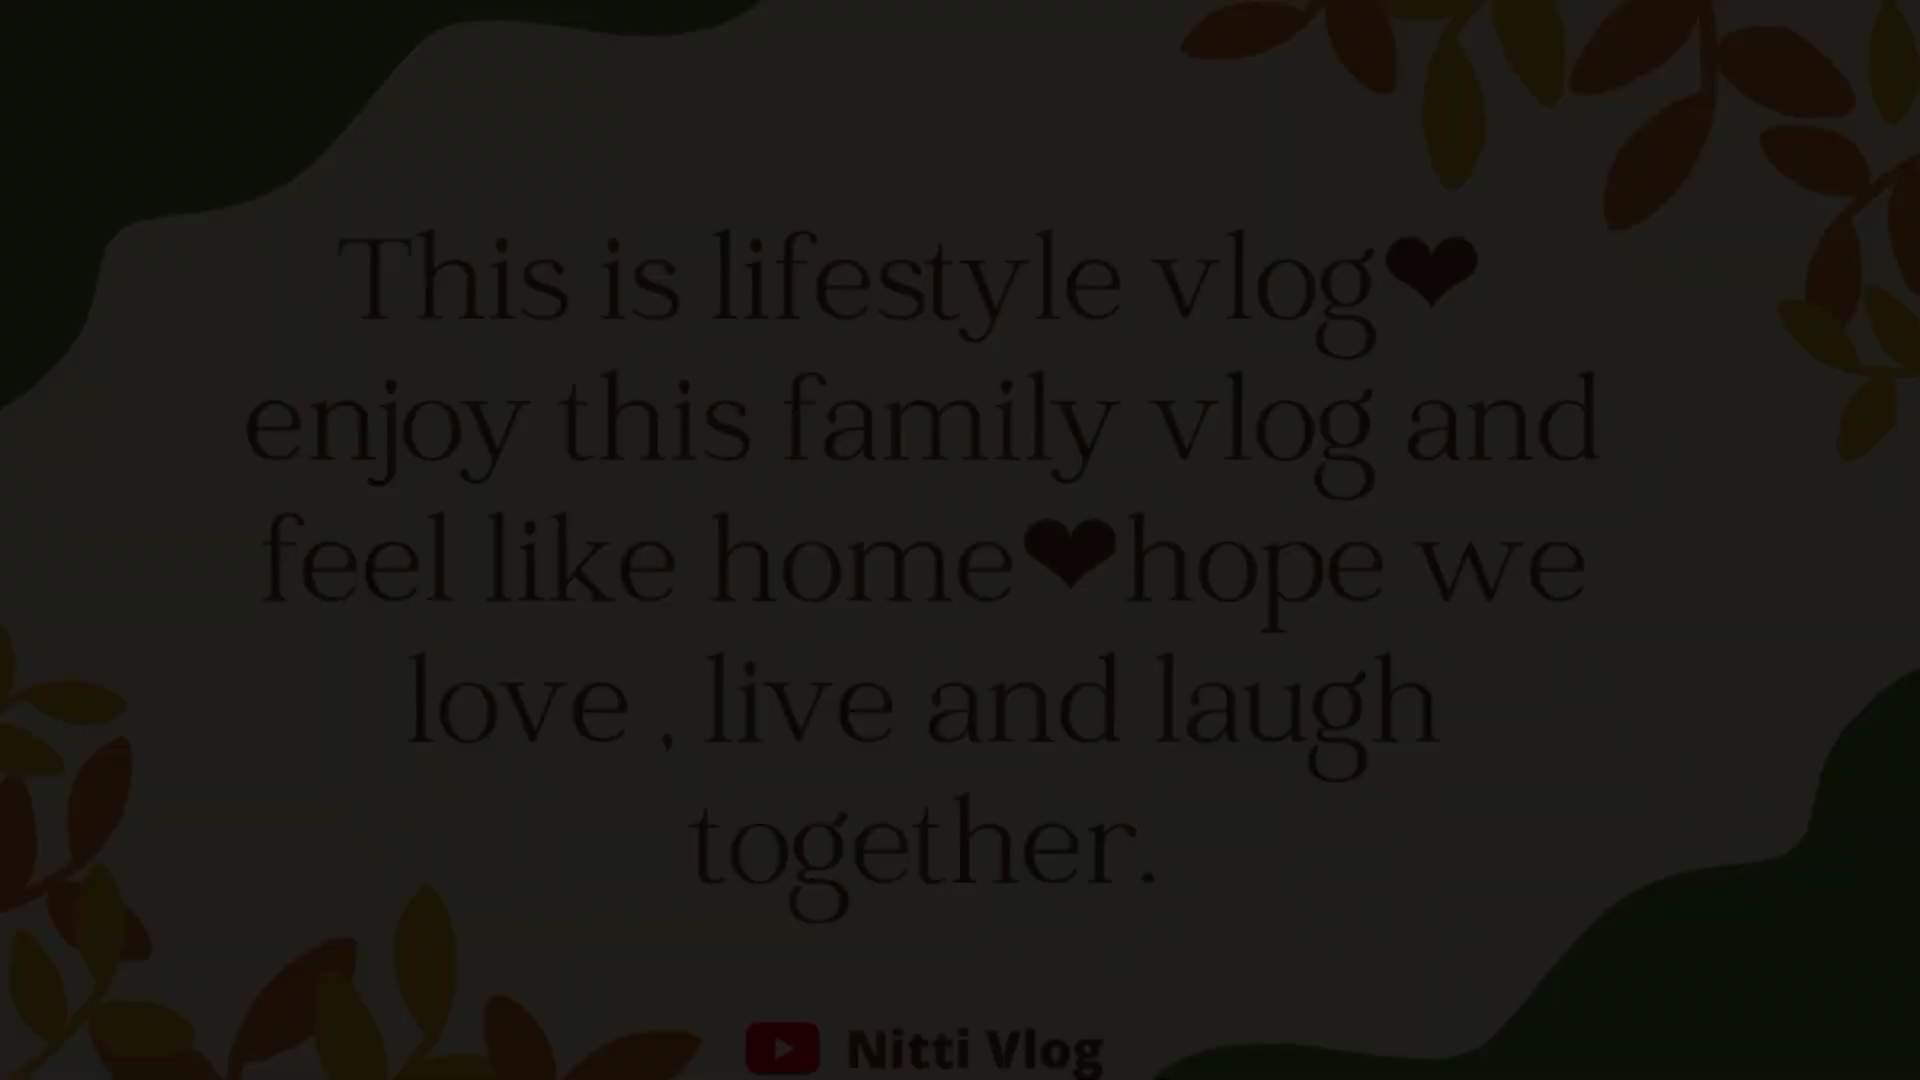 This is lifestyle vlog❤
enjoy this family vlog and
feel like home❤hope we
love , live and laugh
together.
Nitti Vlog